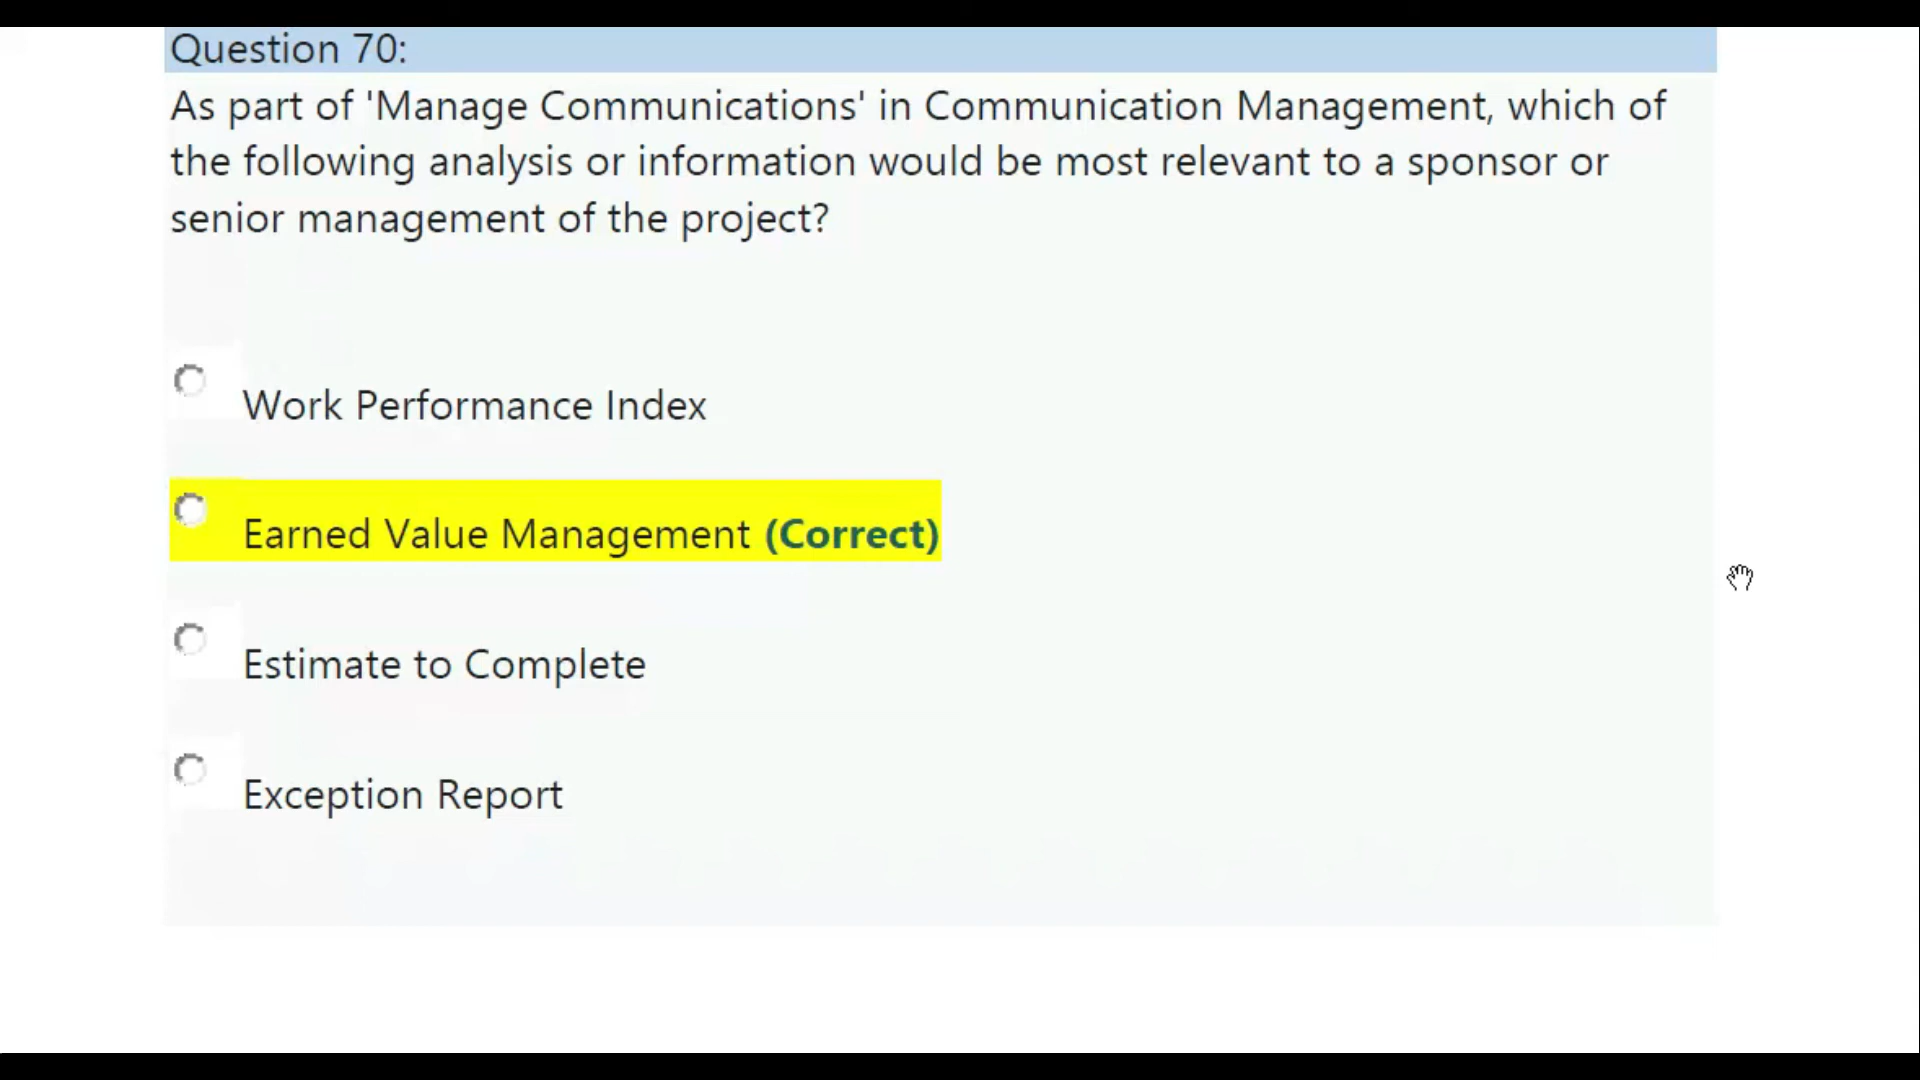 Question 70:
As part of 'Manage Communications' in Communication Management, which of
the following analysis or information would be most relevant to a sponsor or
senior management of the project?
Work Performance Index
Earned Value Management (Correct)
Estimate to Complete
Exception Report